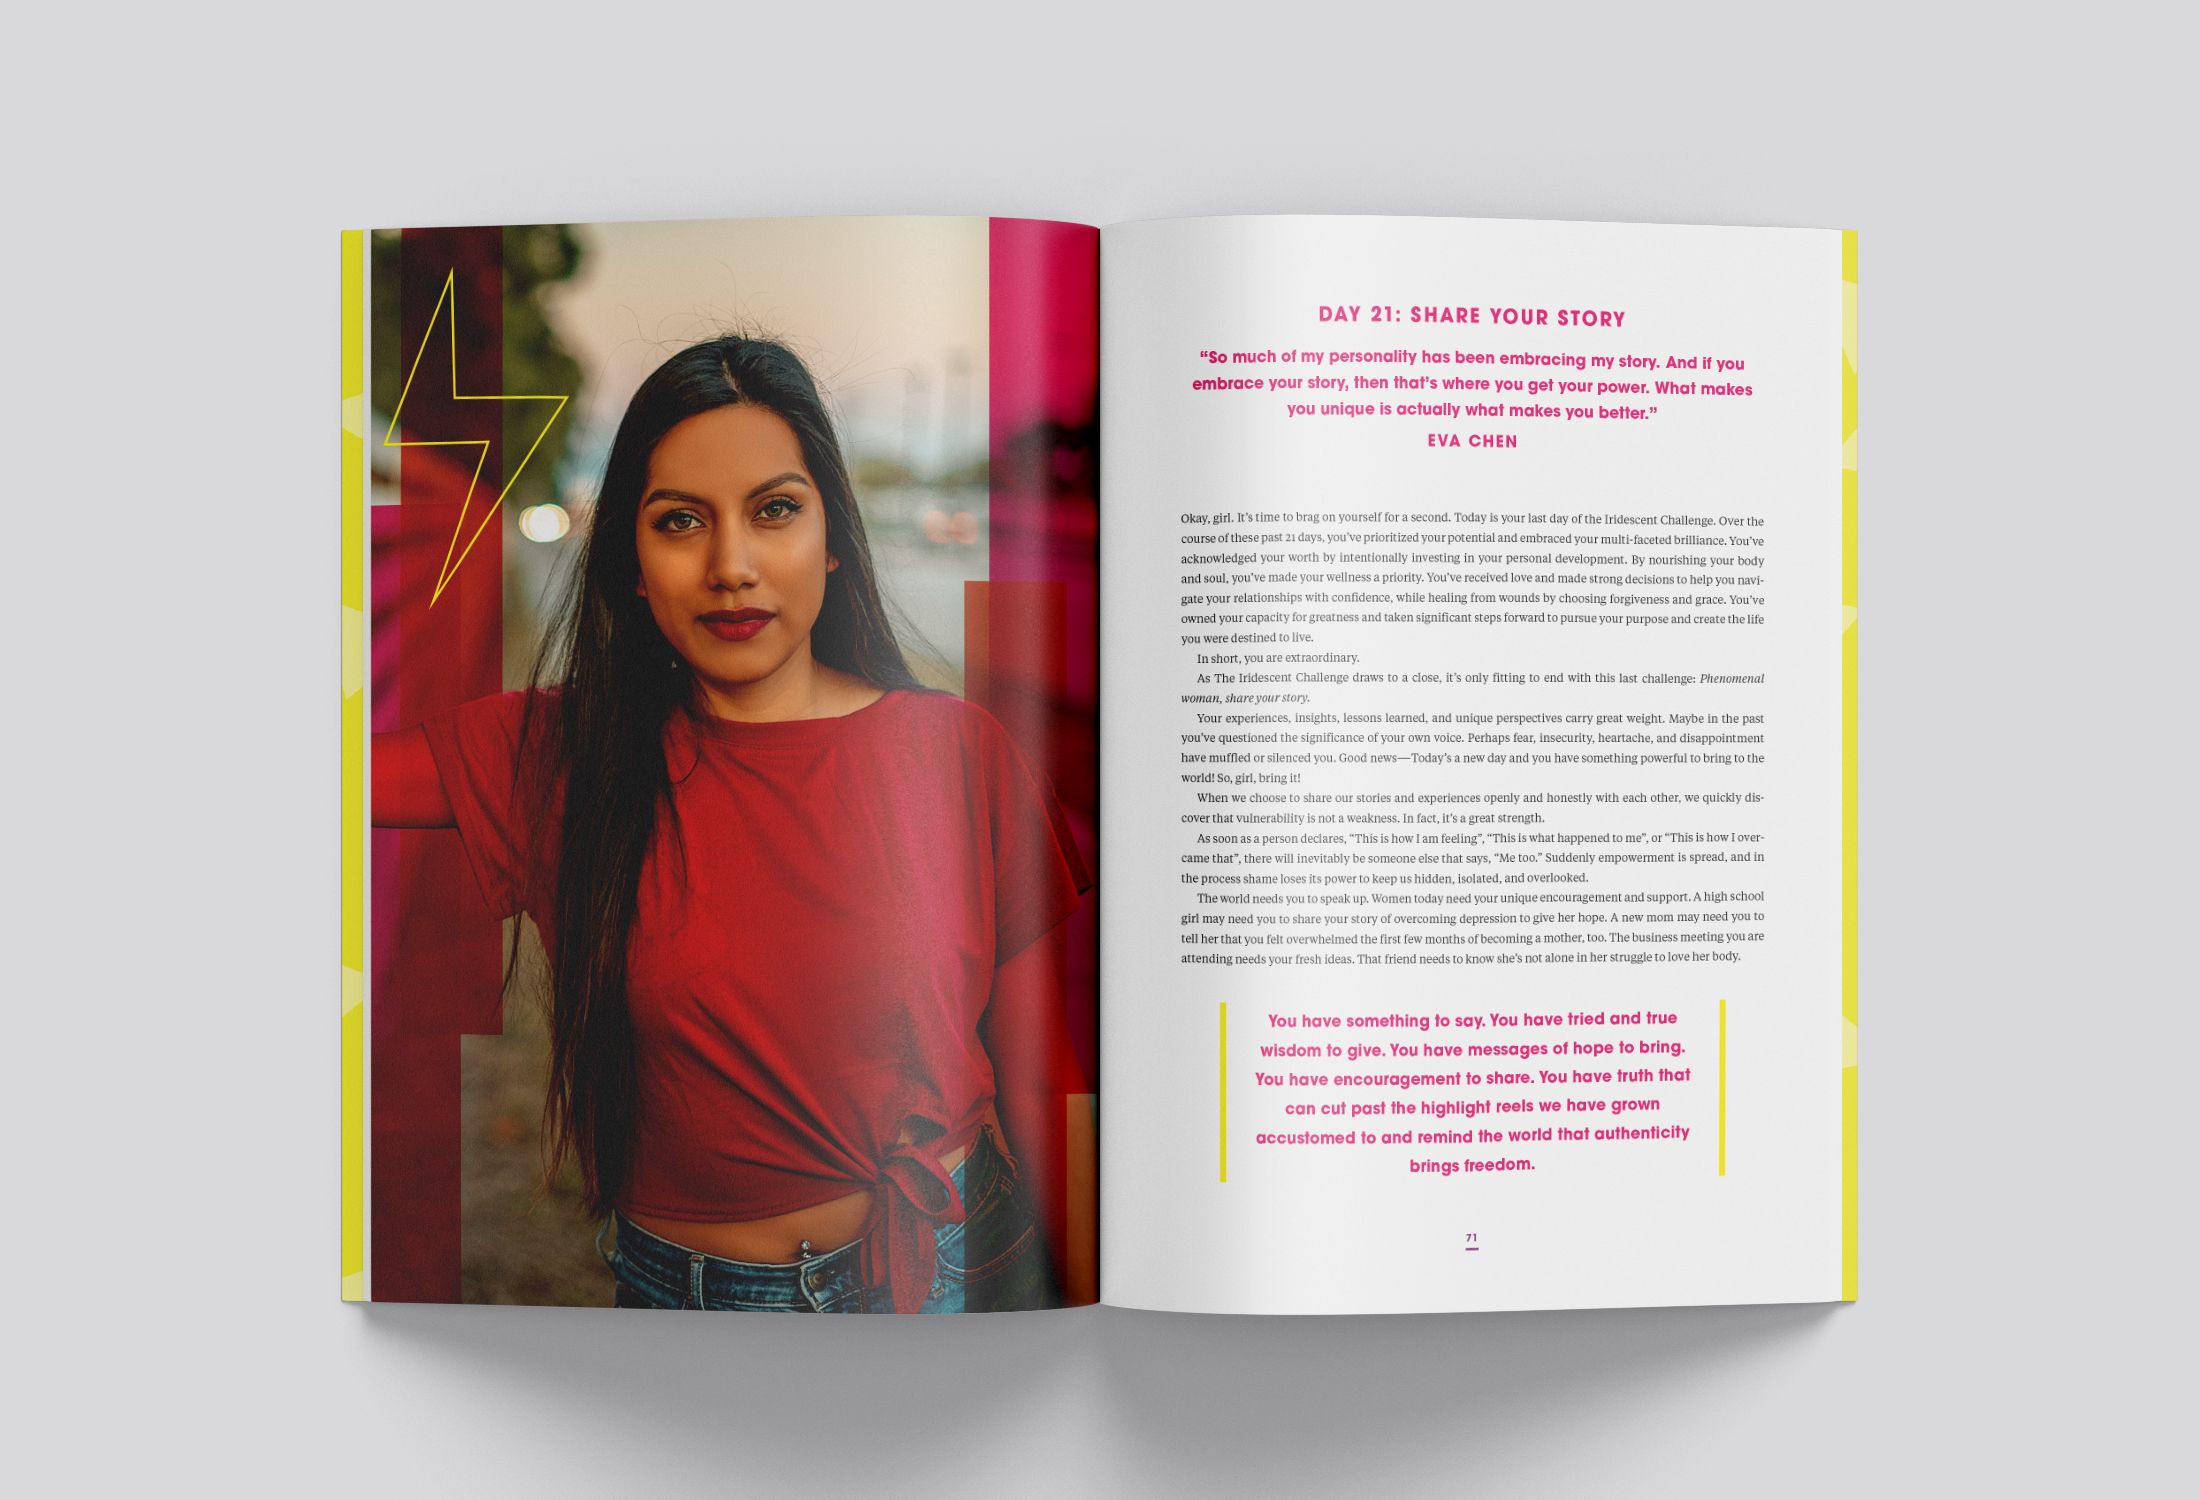 DAY 21: SHARE YOUR STORY
“So much of my personality has been embracing my story. And if you
embrace your story, then that’s where you get your power. What makes
you unique is actually what makes you better.”
EVA CHEN
Okay, girl. It’s time to brag on yourself for a second. Today is your last day of the Iridescent Challenge. Over the
course of these past 21 days, you’ve prioritized your potential and embraced your multi-faceted brilliance. You’ve
acknowledged your worth by intentionally investing in your personal development. By nourishing your body
and soul, you’ve made your wellness a priority. You’ve received love and made strong decisions to help you navi-
gate your relationships with confidence, while healing from wounds by choosing forgiveness and grace. You’ve
owned your capacity for greatness and taken significant steps forward to pursue your purpose and create the life
you were destined to live.
In short, you are extraordinary.
As The Iridescent Challenge draws to a close, it’s only fitting to end with this last challenge: Phenomenal
woman, share your story.
Your experiences, insights, lessons learned, and unique perspectives carry great weight. Maybe in the past
you’ve questioned the significance of your own voice. Perhaps fear, insecurity, heartache, and disappointment
have muffled or silenced you. Good news—Today’s a new day and you have something powerful to bring to the
world! So, girl, bring it!
When we choose to share our stories and experiences openly and honestly with each other, we quickly dis-
cover that vulnerability is not a weakness. In fact, it’s a great strength.
As soon as a person declares, “This is how I am feeling”, “This is what happened to me”, or “This is how I over-
came that”, there will inevitably be someone else that says, “Me too.” Suddenly empowerment is spread, and in
the process shame loses its power to keep us hidden, isolated, and overlooked.
The world needs you to speak up. Women today need your unique encouragement and support. A high school
girl may need you to share your story of overcoming depression to give her hope. A new mom may need you to
tell her that you felt overwhelmed the first few months of becoming a mother, too. The business meeting you are
attending needs your fresh ideas. That friend needs to know she’s not alone in her struggle to love her body.
You have something to say. You have tried and true
wisdom to give. You have messages of hope to bring.
You have encouragement to share. You have truth that
can cut past the highlight reels we have grown
accustomed to and remind the world that authenticity
brings freedom.
71